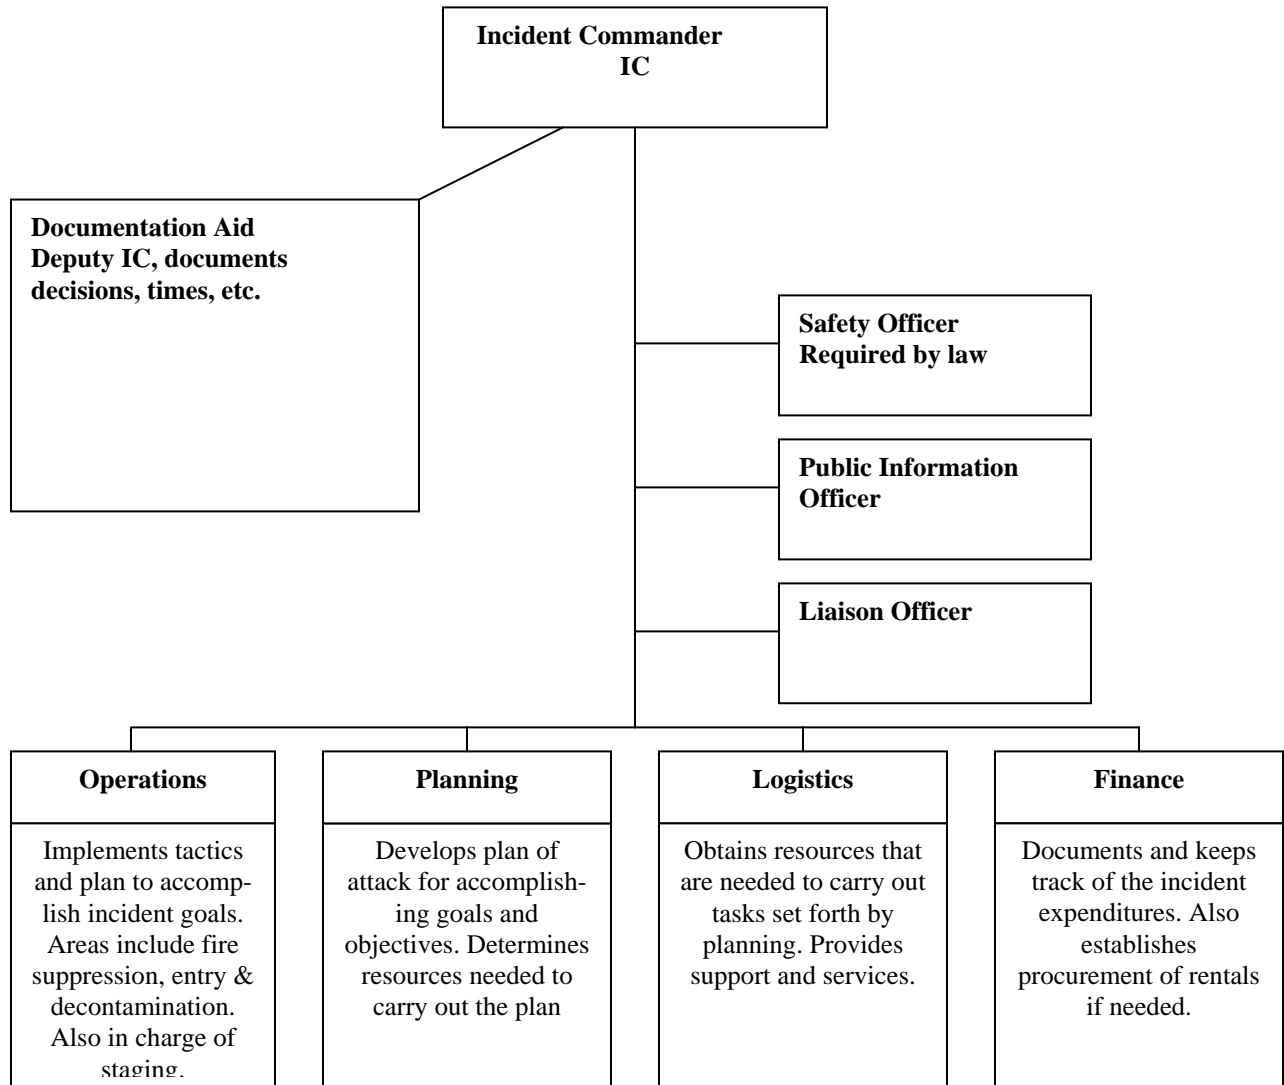 Incident Commander
IC
Documentation Aid
Deputy IC, documents
decisions, times, etc.
Safety Officer
Required by law
Public Information
Officer
Liaison Officer
Operations
Implements tactics
and plan to accomp-
lish incident goals.
Areas include fire
suppression, entry &
decontamination.
Also in charge of
staging.
Planning
Develops plan of
attack for accomplish-
ing goals and
objectives. Determines
resources needed to
carry out the plan
Logistics
Obtains resources that
are needed to carry out
tasks set forth by
planning. Provides
support and services.
Finance
Documents and keeps
track of the incident
expenditures. Also
establishes
procurement of rentals
if needed.